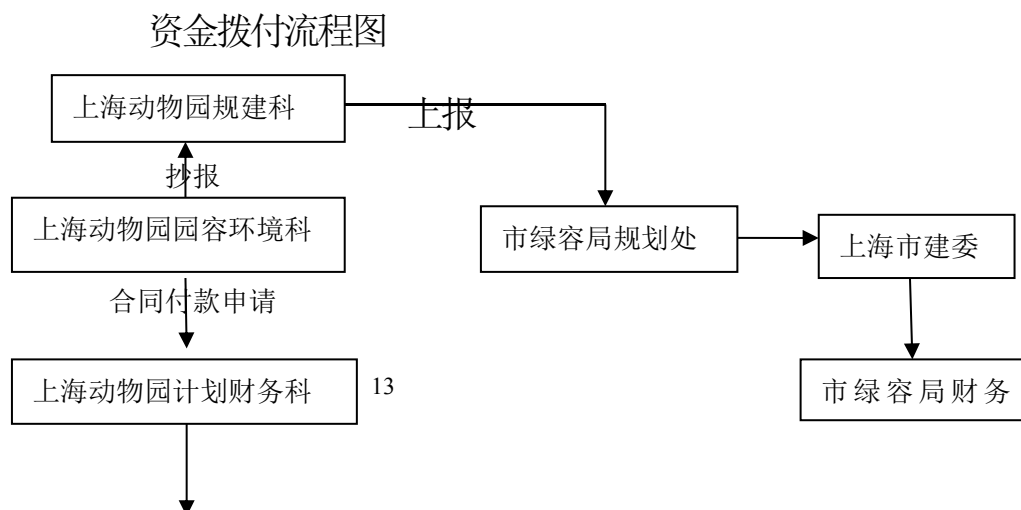 资金拨付流程图
上海动物园规建科
上报
抄报
上海动物园园容环境科
市绿容局规划处
上海市建委
合同付款申请
上海动物园计划财务科
13
市绿容局财务